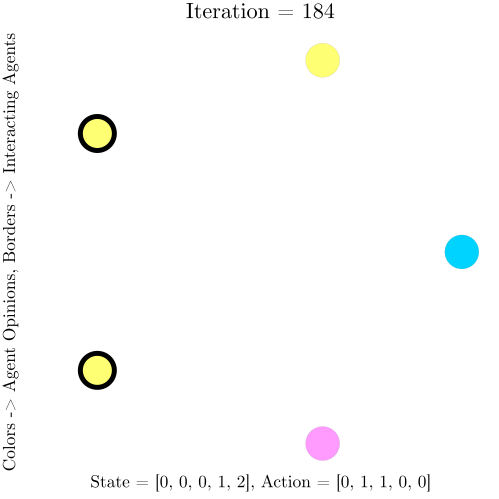 Iteration = 184
Colors -> Agent Opinions, Borders -> Interacting Agents
State = [0, 0, 0, 1, 2], Action = [0, 1, 1, 0, 0]